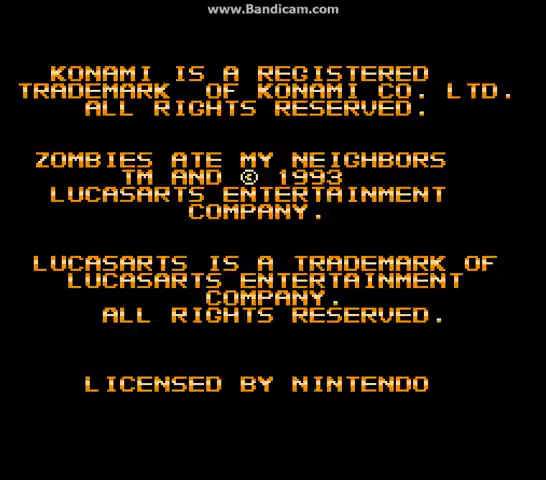 www.Bandicam.com
KONAMI IS A REGISTERED
TRADEMARK OF KONAMI CO. LTD.
ALL RIGHTS RESERVED.
ZOMBIES ATE MY NEIGHBORS
TM AND © 1993
LUCASARTS ENTERTAINMENT
COMPANY.
LUCASARTS IS A TRADEMARK OF
LUCASARTS ENTERTAINMENT
COMPANY.
ALL RIGHTS RESERVED.
LICENSED BY NINTENDO